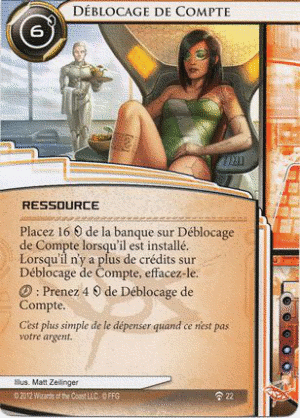 DÉBLOCAGE DE COMPTE
6
RESSOURCE
Placez 16 de la banque sur Déblocage
de Compte lorsqu'il est installé.
Lorsqu'il n'y a plus de crédits sur
Déblocage de Compte, effacez-le.
: Prenez 4 de Déblocage de
Compte.
C'est plus simple de le dépenser quand ce n'est pas
votre argent.
Illus. Matt Zeilinger
© 2012 Wizards of the Coast LLC. © FFG
22